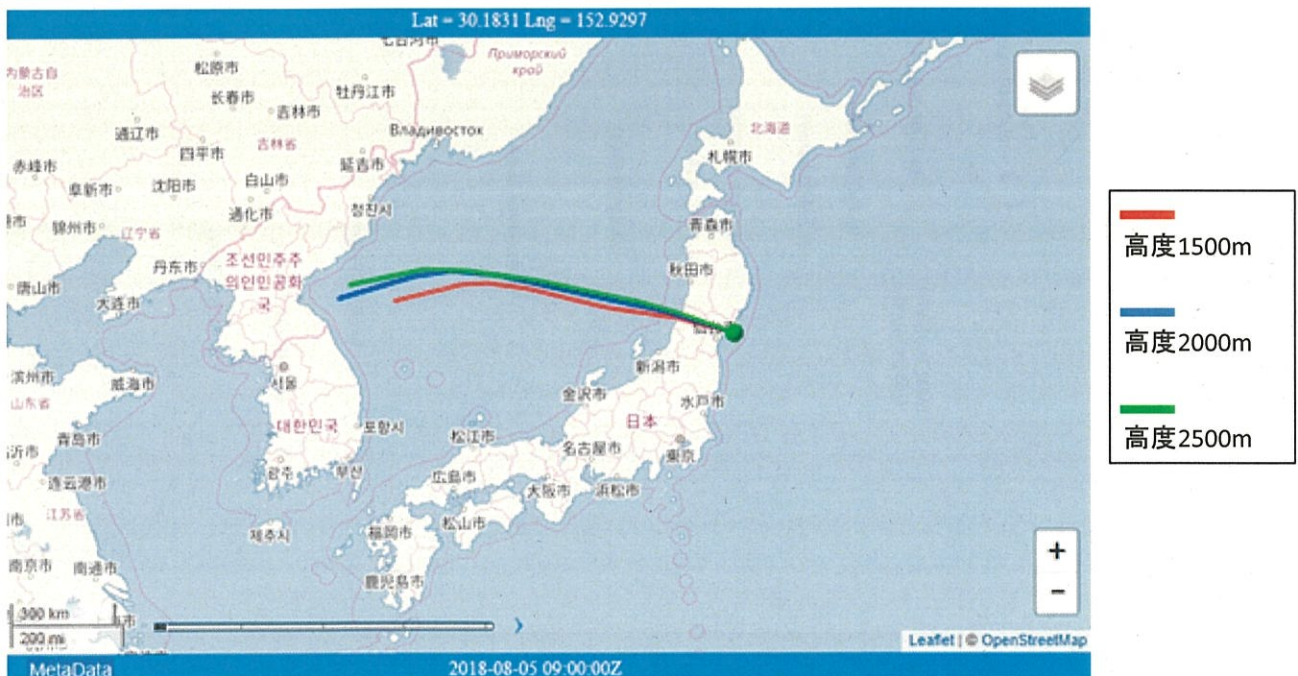 Lat = 30.1831 Lng = 152.9297
Приморский
край
松原市
内蒙古自
治区
长春市
吉林市
牡丹江市
通辽市
吉林省
Владивосток
北海道
四平市
札幌市
赤峰市
延吉市
阜新市
沈阳市
白山市
通化市
청진시
锦州市
辽宁省
青森市
조선민주주
의인민공화
국
丹东市
秋田市
唐山市
大连市
高度1500m
新潟市
高度2000m
滨州市
威海市
서울
金沢市
水戸市
山东省
대한민국
포항시
日本
高度2500m
青岛市
松江市
名古屋市
東京
광주
부산
広島市
大阪市
浜松市
连云港市
江苏省
松山市
제주시
福岡市
南京市
南通市
鹿児島市
+
−
300 km
200 mi
Leaflet | © OpenStreetMap
MetaData
2018-08-05 09:00:00Z